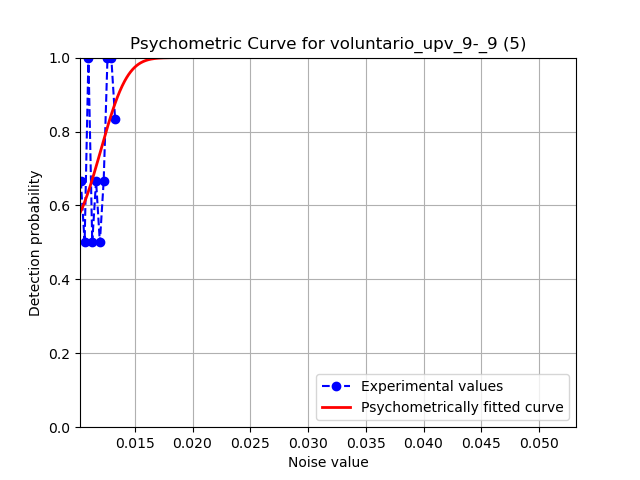 Psychometric Curve for voluntario_upv_9-_9 (5)
1.0
0.8
0.6
0.4
0.2
0.0
Detection probability
Experimental values
Psychometrically fitted curve
0.015 0.020 0.025 0.030 0.035 0.040 0.045 0.050
Noise value